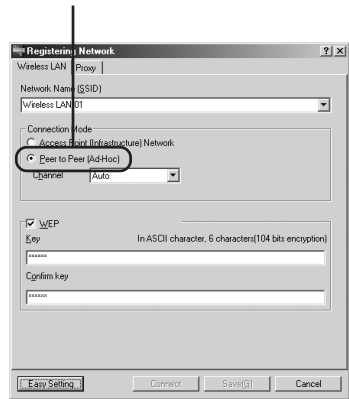 Registering Network
Wireless LAN Proxy
Network Name (SSID)
Wireless LAN 01
Connection Mode
Access Point (Infrastructure) Network
Peer to Peer (Ad-Hoc)
Channel Auto
WEP
Key In ASCII character, 6 characters(104 bits encryption)
******
Confirm key
******
Easy Setting Connect Save(G) Cancel